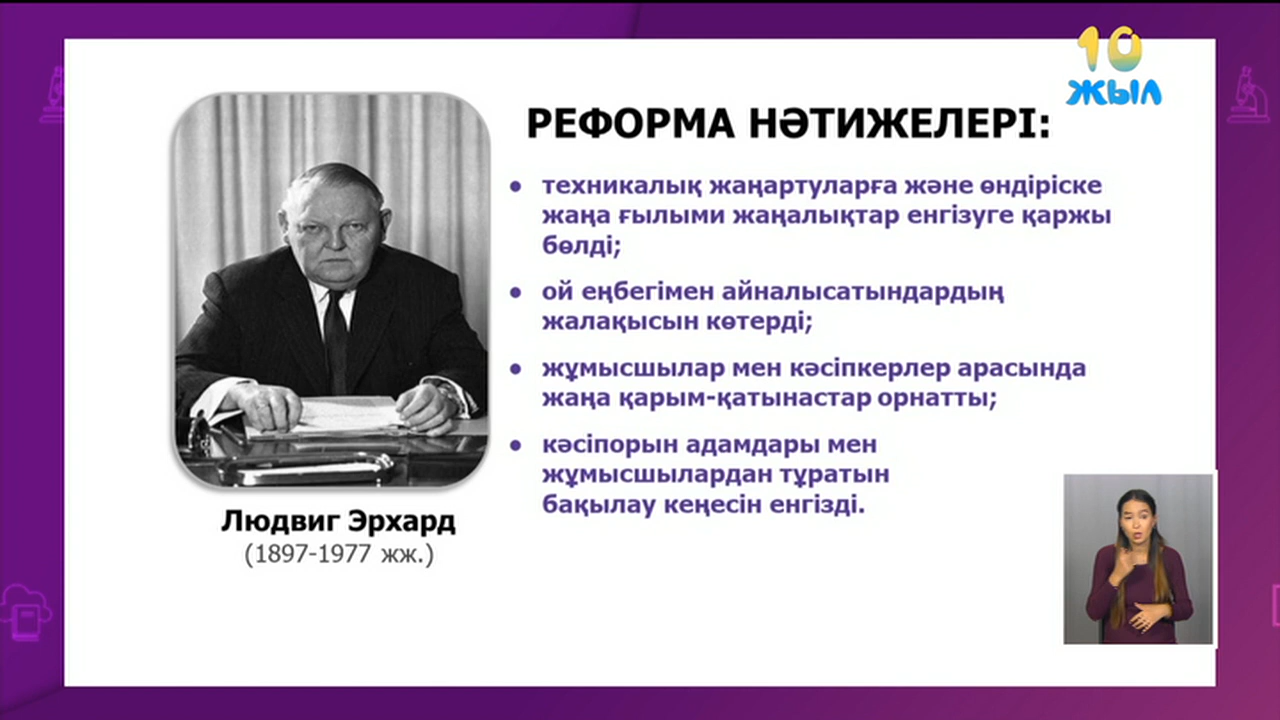 10
ЖЫЛ
РЕФОРМА НӘТИЖЕЛЕРІ:
• техникалық жаңартуларға және өндіріске
жаңа ғылыми жаңалықтар енгізуге қаржы
бөлді;
• ой еңбегімен айналысатындардың
жалақысын көтерді;
• жұмысшылар мен кәсіпкерлер арасында
жаңа қарым-қатынастар орнатты;
• кәсіпорын адамдары мен
жұмысшылардан тұратын
бақылау кеңесін енгізді.
Людвиг Эрхард
(1897-1977 жж.)